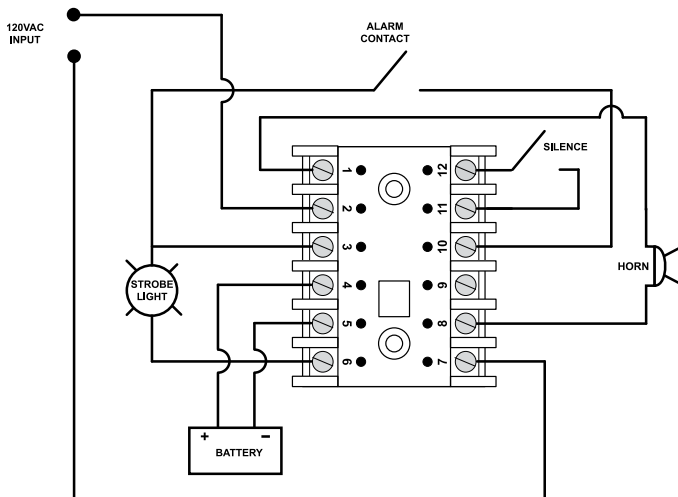 120VAC
INPUT
ALARM
CONTACT
SILENCE
1
2
3
4
5
6
12
11
10
9
8
7
HORN
STROBE
LIGHT
+ −
BATTERY